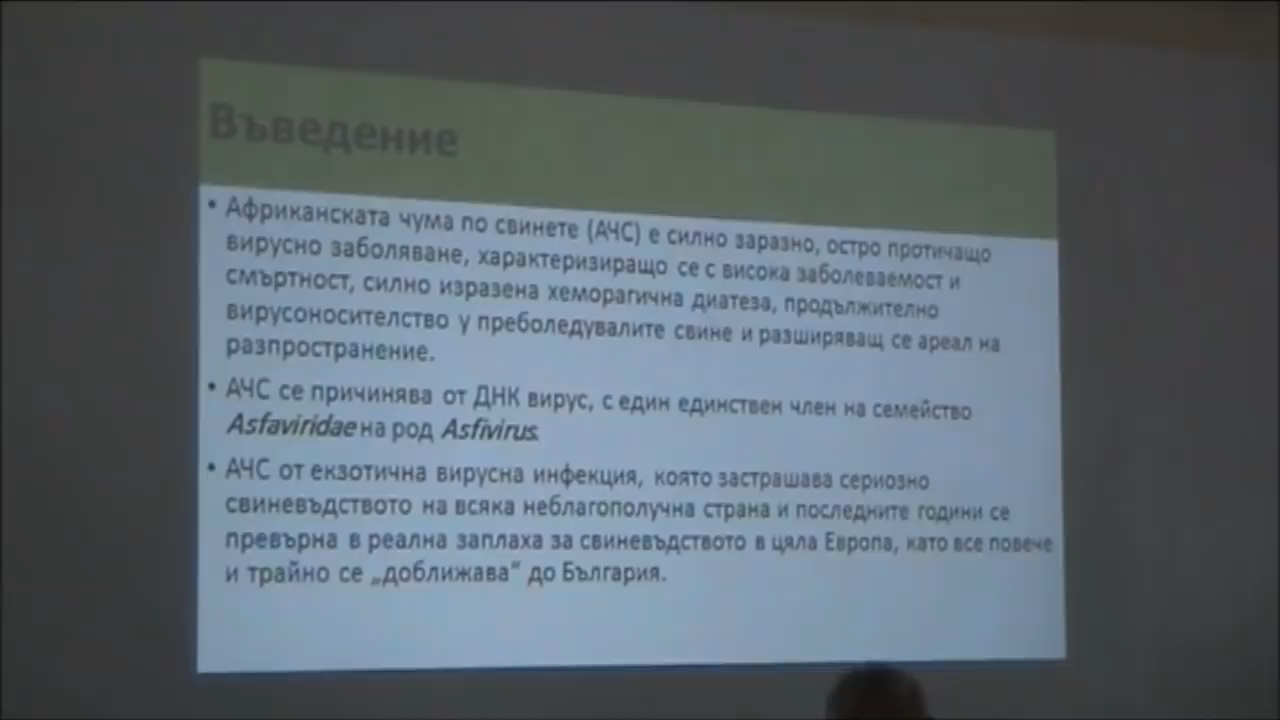 Въведение
• Африканската чума по свинете (АЧС) е силно заразно, остро протичащо
вирусно заболяване, характеризиращо се с висока заболеваемост и
смъртност, силно изразена хеморагична диатеза, продължително
вирусоносителство у преболедувалите свине и разширяващ се ареал на
разпространение.
• АЧС се причинява от ДНК вирус, с един единствен член на семейство
Asfaviridae на род Asfivirus.
• АЧС от екзотична вирусна инфекция, която застрашава сериозно
свиневъдството на всяка неблагополучна страна и последните години се
превърна в реална заплаха за свиневъдството в цяла Европа, като все повече
и трайно се „доближава“ до България.